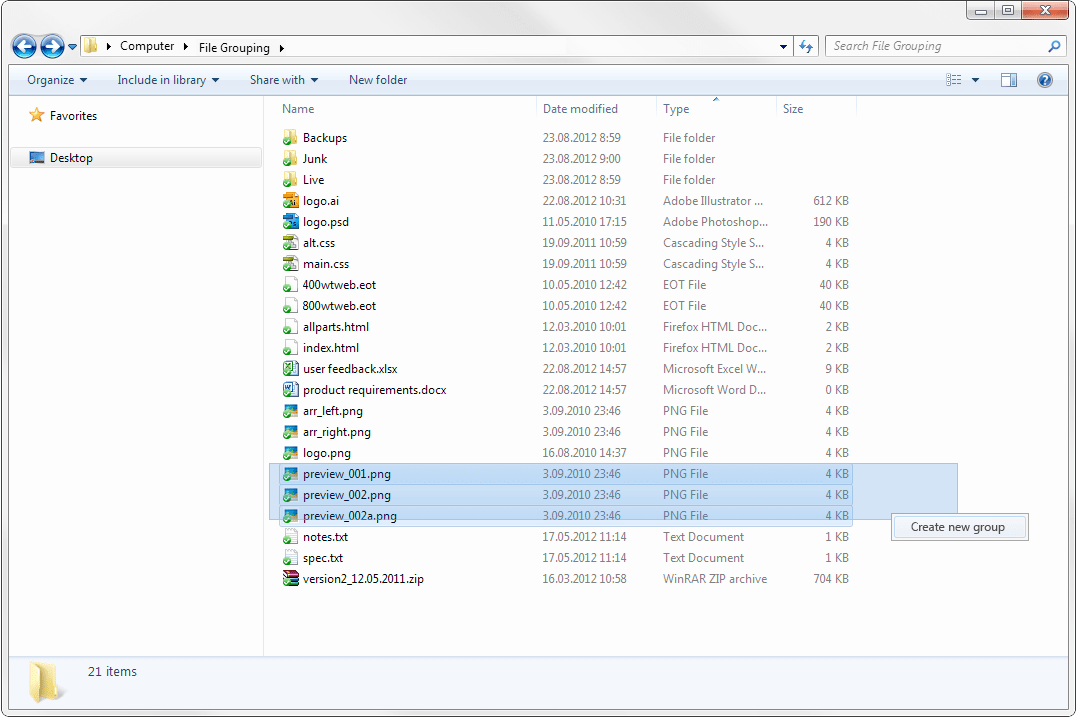 Computer File Grouping
Search File Grouping
Organize Include in library Share with New folder
Favorites
Desktop
Name Date modified Type Size
Backups 23.08.2012 8:59 File folder
Junk 23.08.2012 9:00 File folder
Live 23.08.2012 8:59 File folder
logo.ai 22.08.2012 10:31 Adobe Illustrator ... 612 KB
logo.psd 11.05.2010 17:15 Adobe Photoshop... 190 KB
alt.css 19.09.2011 10:59 Cascading Style S... 4 KB
main.css 19.09.2011 10:59 Cascading Style S... 4 KB
400wtweb.eot 10.05.2010 12:42 EOT File 40 KB
800wtweb.eot 10.05.2010 12:42 EOT File 40 KB
allparts.html 12.03.2010 10:01 Firefox HTML Doc... 2 KB
index.html 12.03.2010 10:01 Firefox HTML Doc... 2 KB
user feedback.xlsx 22.08.2012 14:57 Microsoft Excel W... 9 KB
product requirements.docx 22.08.2012 14:57 Microsoft Word D... 0 KB
arr_left.png 3.09.2010 23:46 PNG File 4 KB
arr_right.png 3.09.2010 23:46 PNG File 4 KB
logo.png 16.08.2010 14:37 PNG File 4 KB
preview_001.png 3.09.2010 23:46 PNG File 4 KB
preview_002.png 3.09.2010 23:46 PNG File 4 KB
preview_002a.png 3.09.2010 23:46 PNG File 4 KB
Create new group
notes.txt 17.05.2012 11:14 Text Document 1 KB
spec.txt 17.05.2012 11:14 Text Document 1 KB
version2_12.05.2011.zip 16.03.2012 10:58 WinRAR ZIP archive 704 KB
21 items